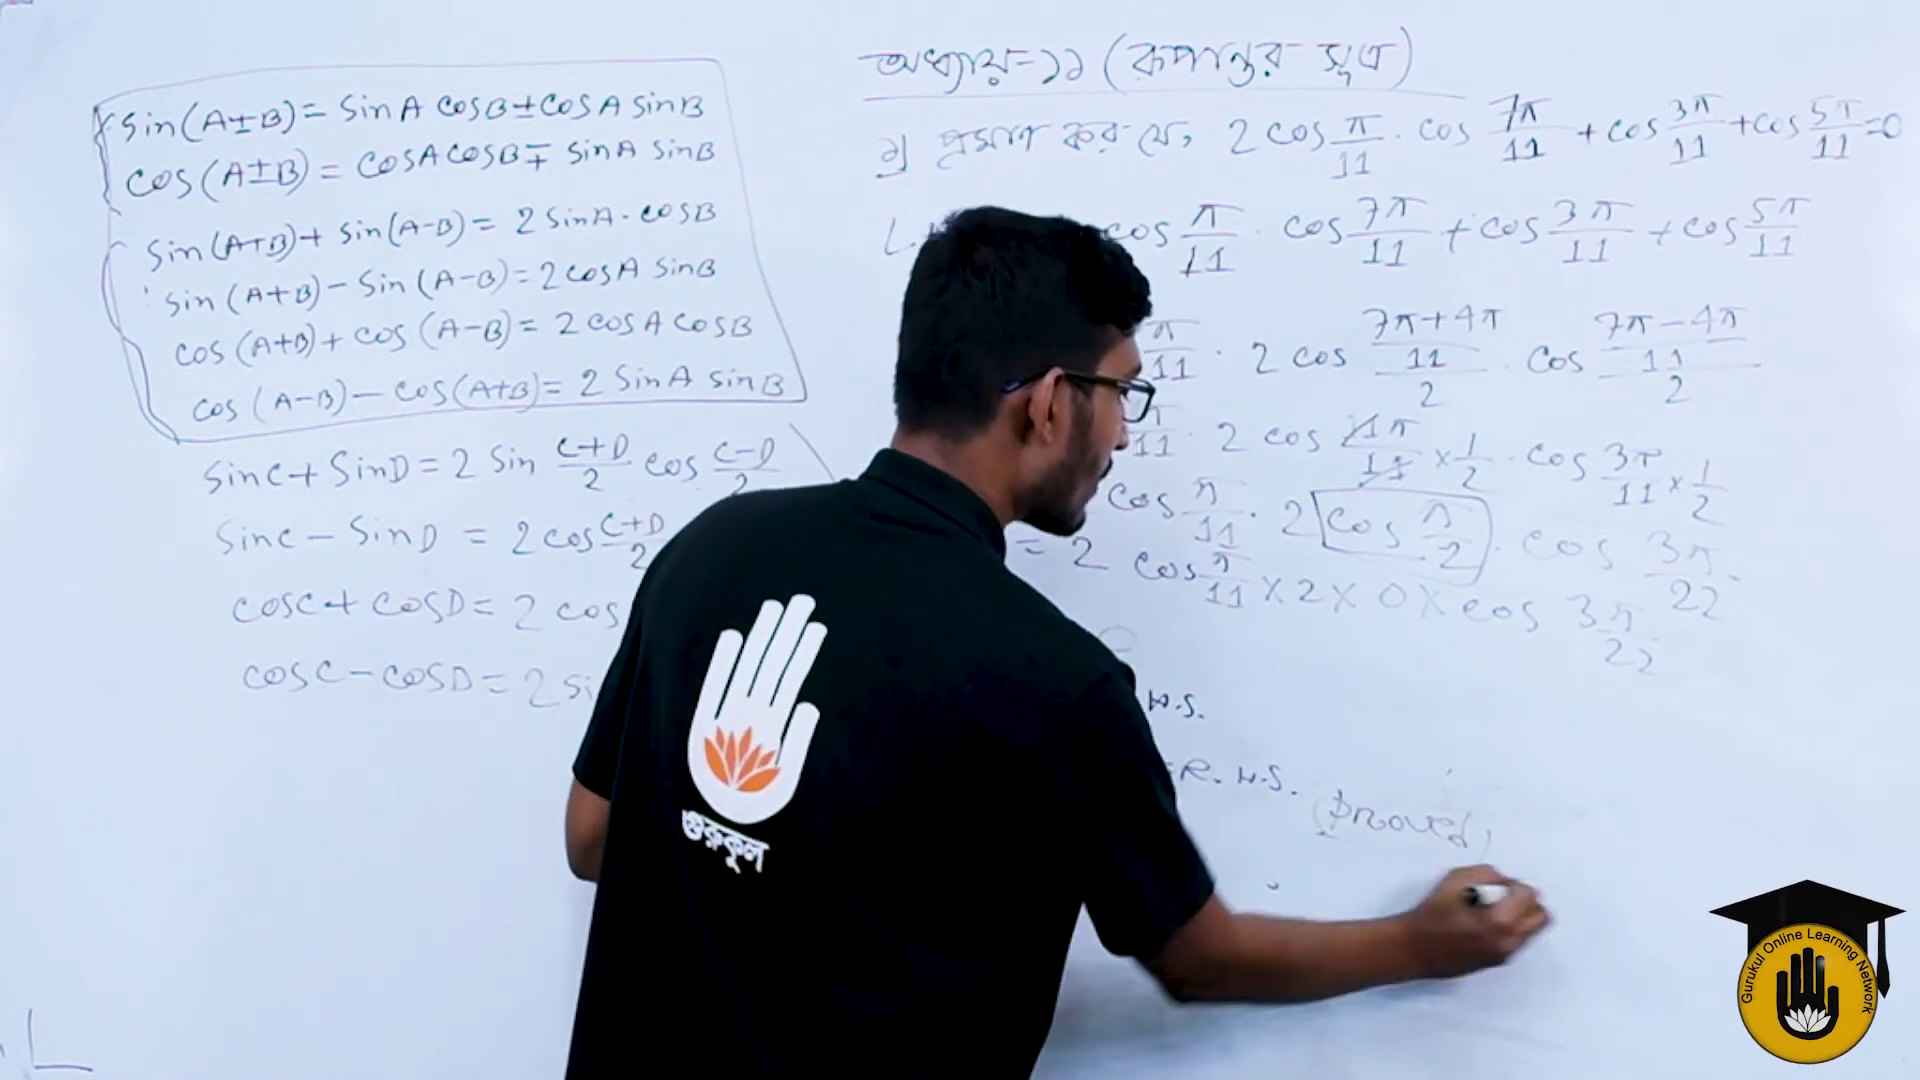 sin(A±B) = sinA cosB ± cosA sinB
cos(A±B) = cosA cosB ∓ sinA sinB
sin(A+B) + sin(A-B) = 2 sinA · cosB
sin(A+B) - sin(A-B) = 2 cosA sinB
cos(A+B) + cos(A-B) = 2 cosA cosB
cos(A-B) - cos(A+B) = 2 sinA sinB
sinC + sinD = 2 sin (C+D)/2 cos (C-D)/2
sinC - sinD = 2 cos (C+D)/2
cosC + cosD = 2 cos
cosC - cosD = 2 si
অধ্যায়-১১ (রূপান্তর সূত্র)
১) প্রমাণ কর যে, 2 cos π/11 · cos 7π/11 + cos 3π/11 + cos 5π/11 = 0
L. cos π/11 · cos 7π/11 + cos 3π/11 + cos 5π/11
π/11 · 2 cos ((7π+4π)/11)/2 · cos ((7π-4π)/11)/2
π/11 · 2 cos 11π/11 × 1/2 · cos 3π/11 × 1/2
cos π/11 · 2 cos π/2 · cos 3π/22
= 2 cos π/11 × 2 × 0 × cos 3π/22
H.S.
= R.H.S. (Proved)
গুরুকুল
Gurukul Online Learning Network